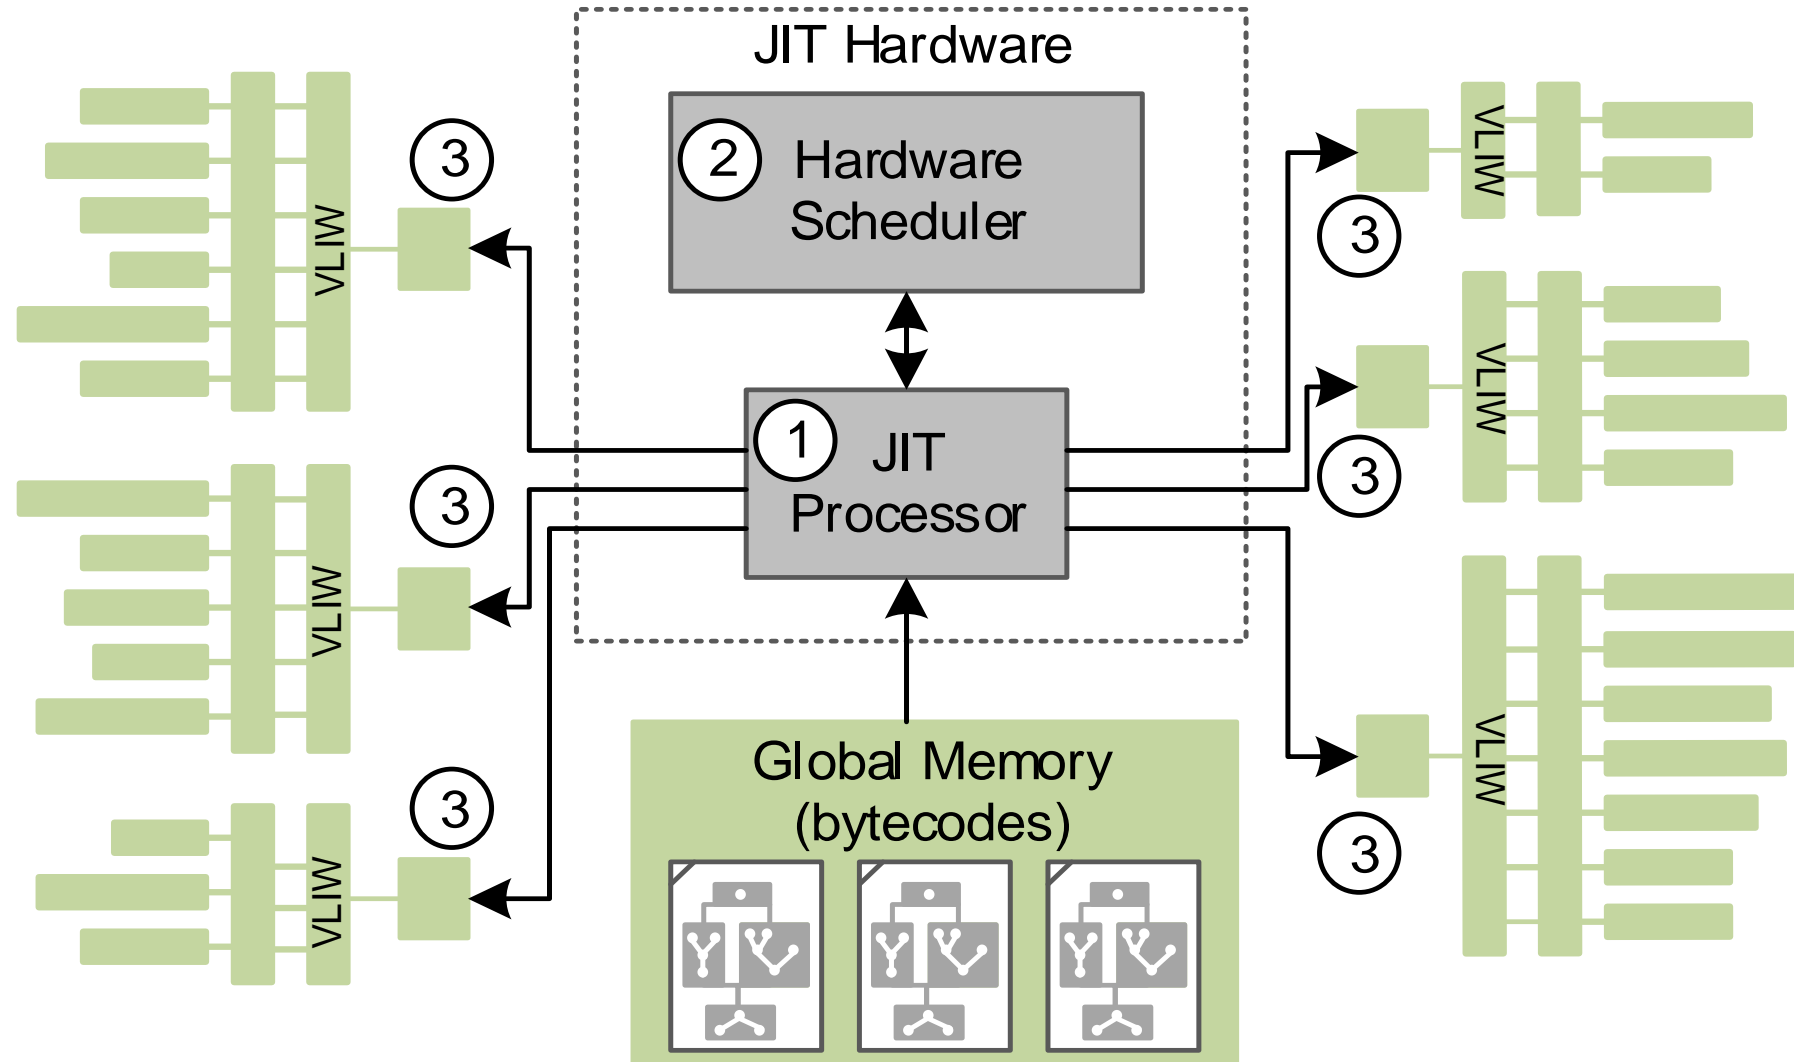 JIT Hardware
2
Hardware
Scheduler
1
JIT
Processor
Global Memory
(bytecodes)
3
VLIW
3
VLIW
3
VLIW
VLIW
3
VLIW
3
VLIW
3